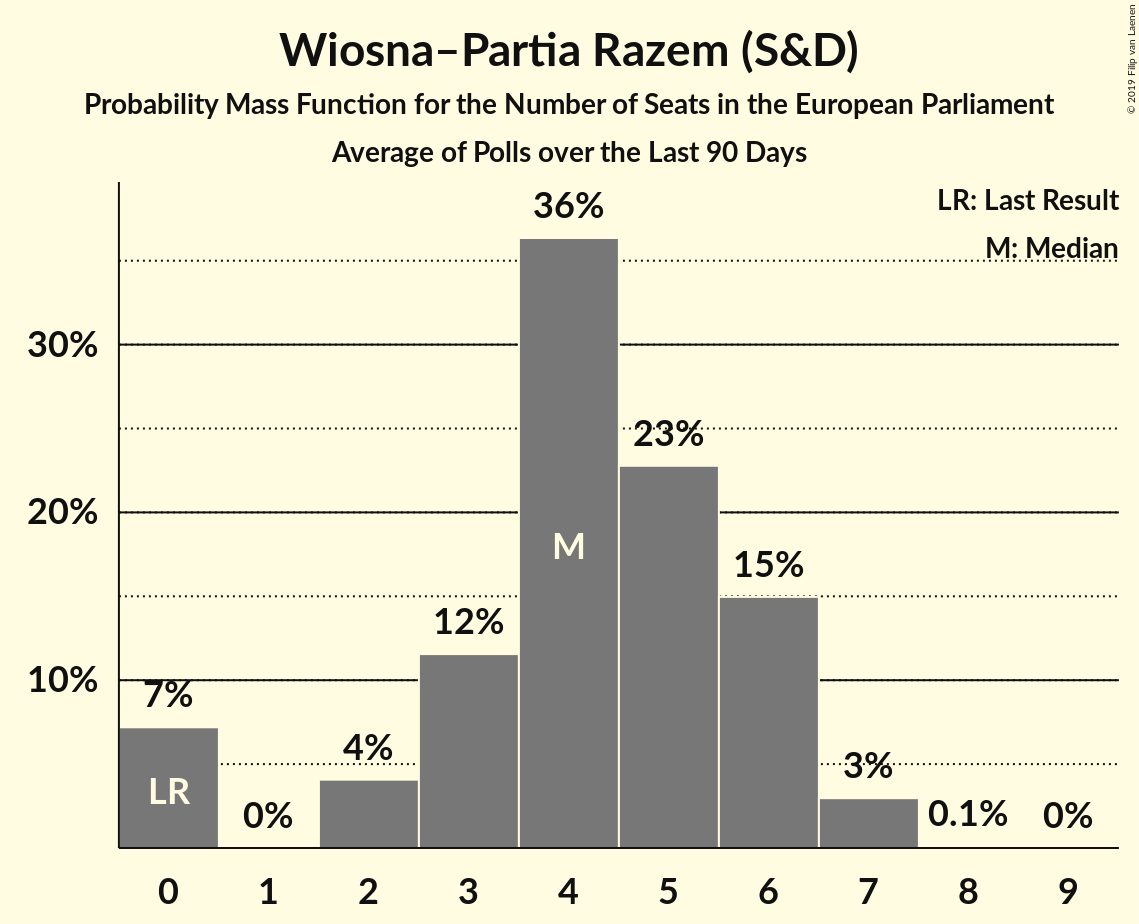 Wiosna–Partia Razem (S&D)
Probability Mass Function for the Number of Seats in the European Parliament
Average of Polls over the Last 90 Days
© 2019 Filip van Laenen
LR: Last Result
M: Median
36%
30%
23%
20%
M
15%
12%
10%
7%
4%
3%
LR
0%
0.1%
0%
0 1 2 3 4 5 6 7 8 9